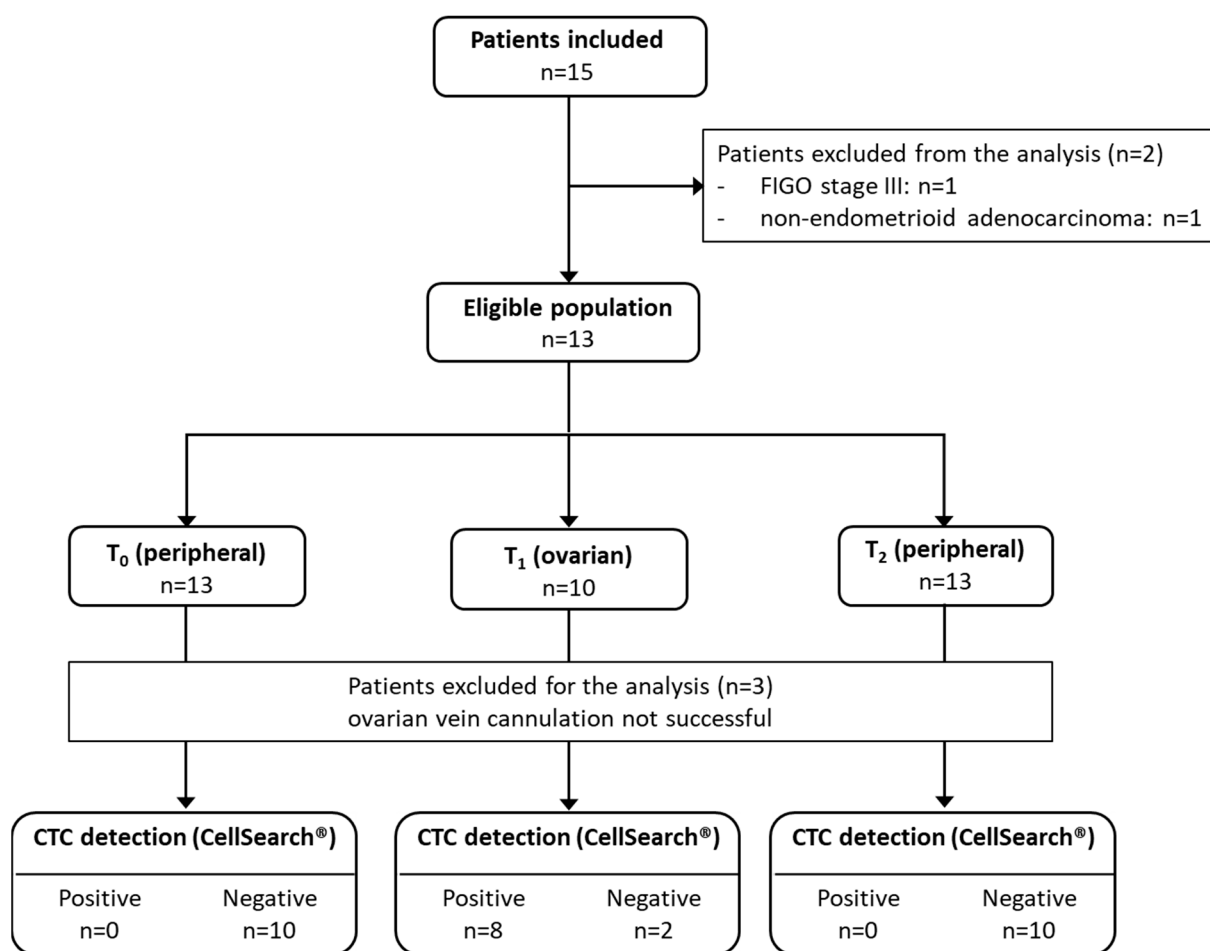 Patients included
n=15
Patients excluded from the analysis (n=2)
- FIGO stage III: n=1
- non-endometrioid adenocarcinoma: n=1
Eligible population
n=13
T₀ (peripheral)
n=13
T₁ (ovarian)
n=10
T₂ (peripheral)
n=13
Patients excluded for the analysis (n=3)
ovarian vein cannulation not successful
CTC detection (CellSearch®)
Positive Negative
n=0 n=10
CTC detection (CellSearch®)
Positive Negative
n=8 n=2
CTC detection (CellSearch®)
Positive Negative
n=0 n=10